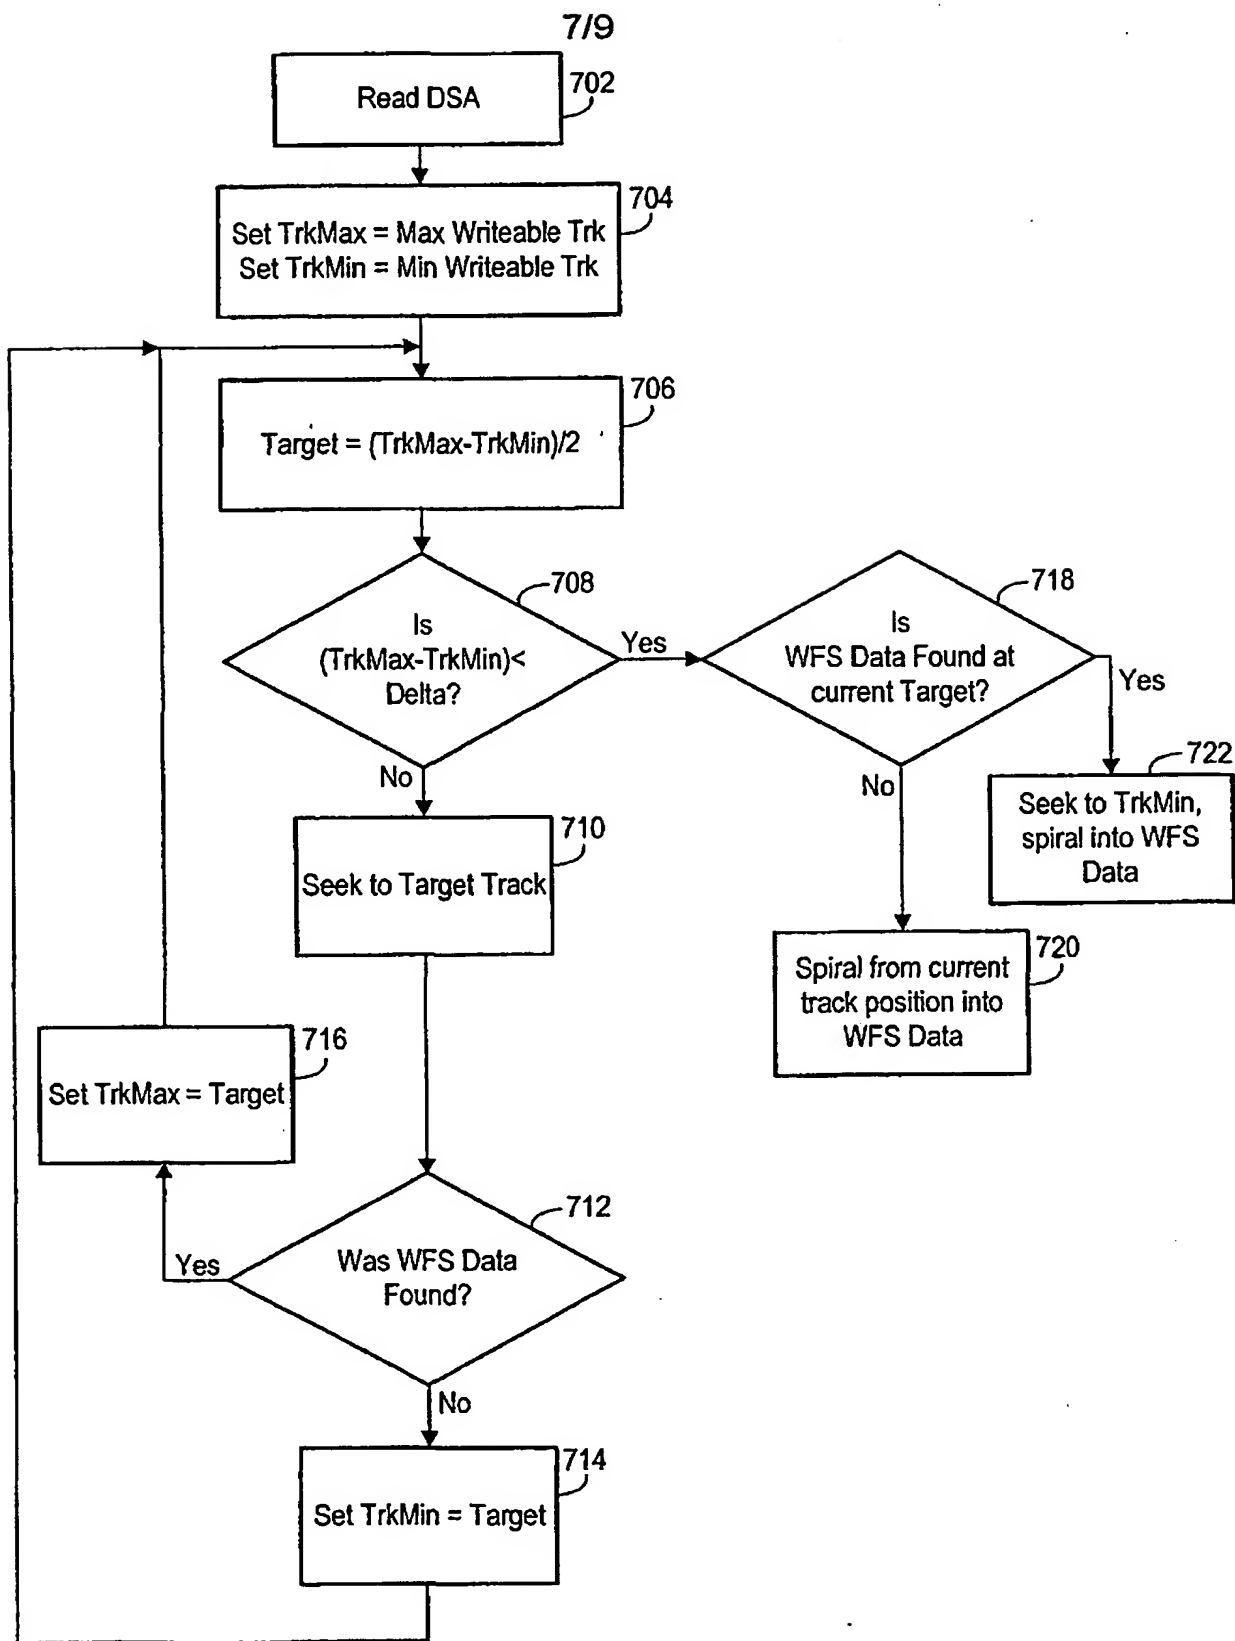 7/9
Read DSA
702
704
Set TrkMax = Max Writeable Trk
Set TrkMin = Min Writeable Trk
706
Target = (TrkMax-TrkMin)/2
708
Is
(TrkMax-TrkMin)<
Delta?
Yes
No
718
Is
WFS Data Found at
current Target?
Yes
No
722
Seek to TrkMin,
spiral into WFS
Data
710
Seek to Target Track
720
Spiral from current
track position into
WFS Data
716
Set TrkMax = Target
712
Was WFS Data
Found?
Yes
No
714
Set TrkMin = Target